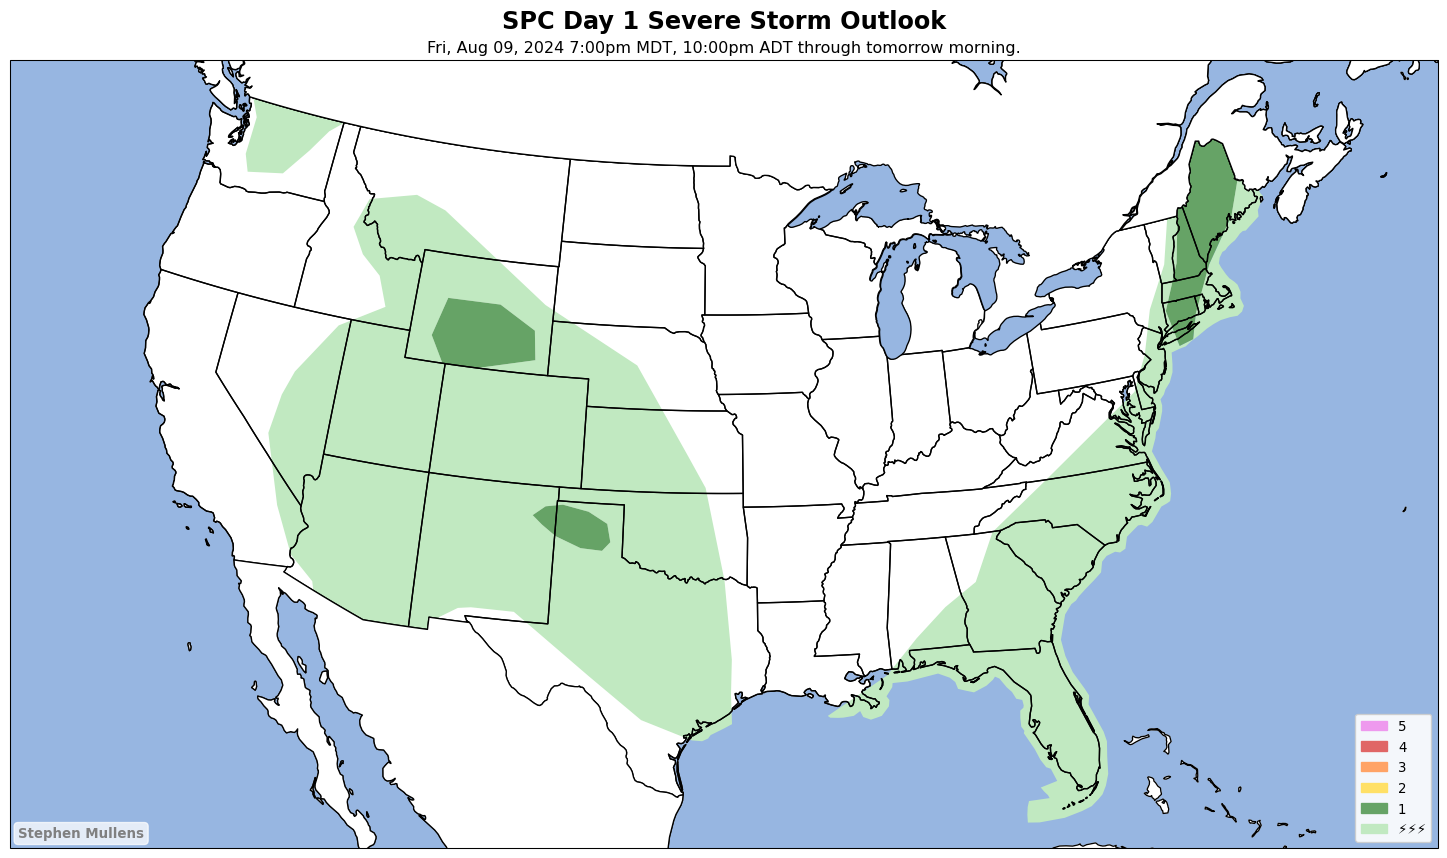 SPC Day 1 Severe Storm Outlook
Fri, Aug 09, 2024 7:00pm MDT, 10:00pm ADT through tomorrow morning.
5
4
3
2
1
⚡⚡⚡
Stephen Mullens